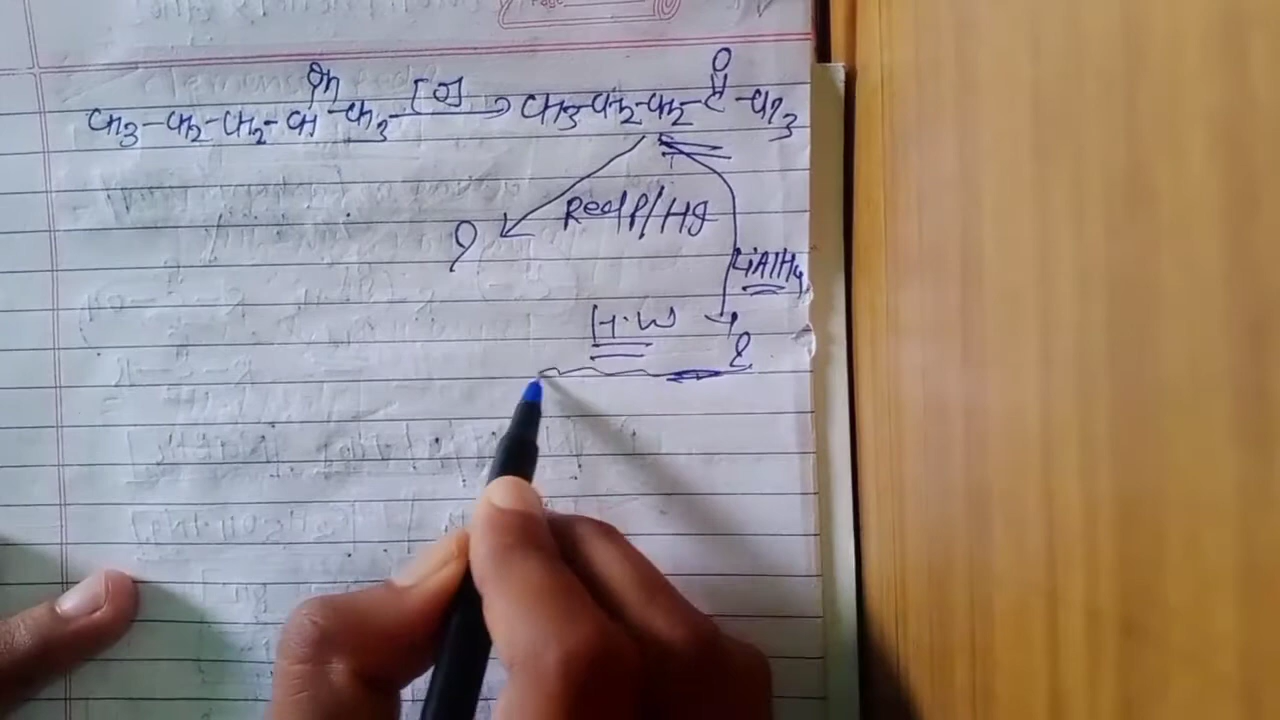 OH
O
CH3-CH2-CH2-CH-CH3 [O] → CH3-CH2-CH2-C-CH3
Red P/HI
?
LiAlH4
H.W
?